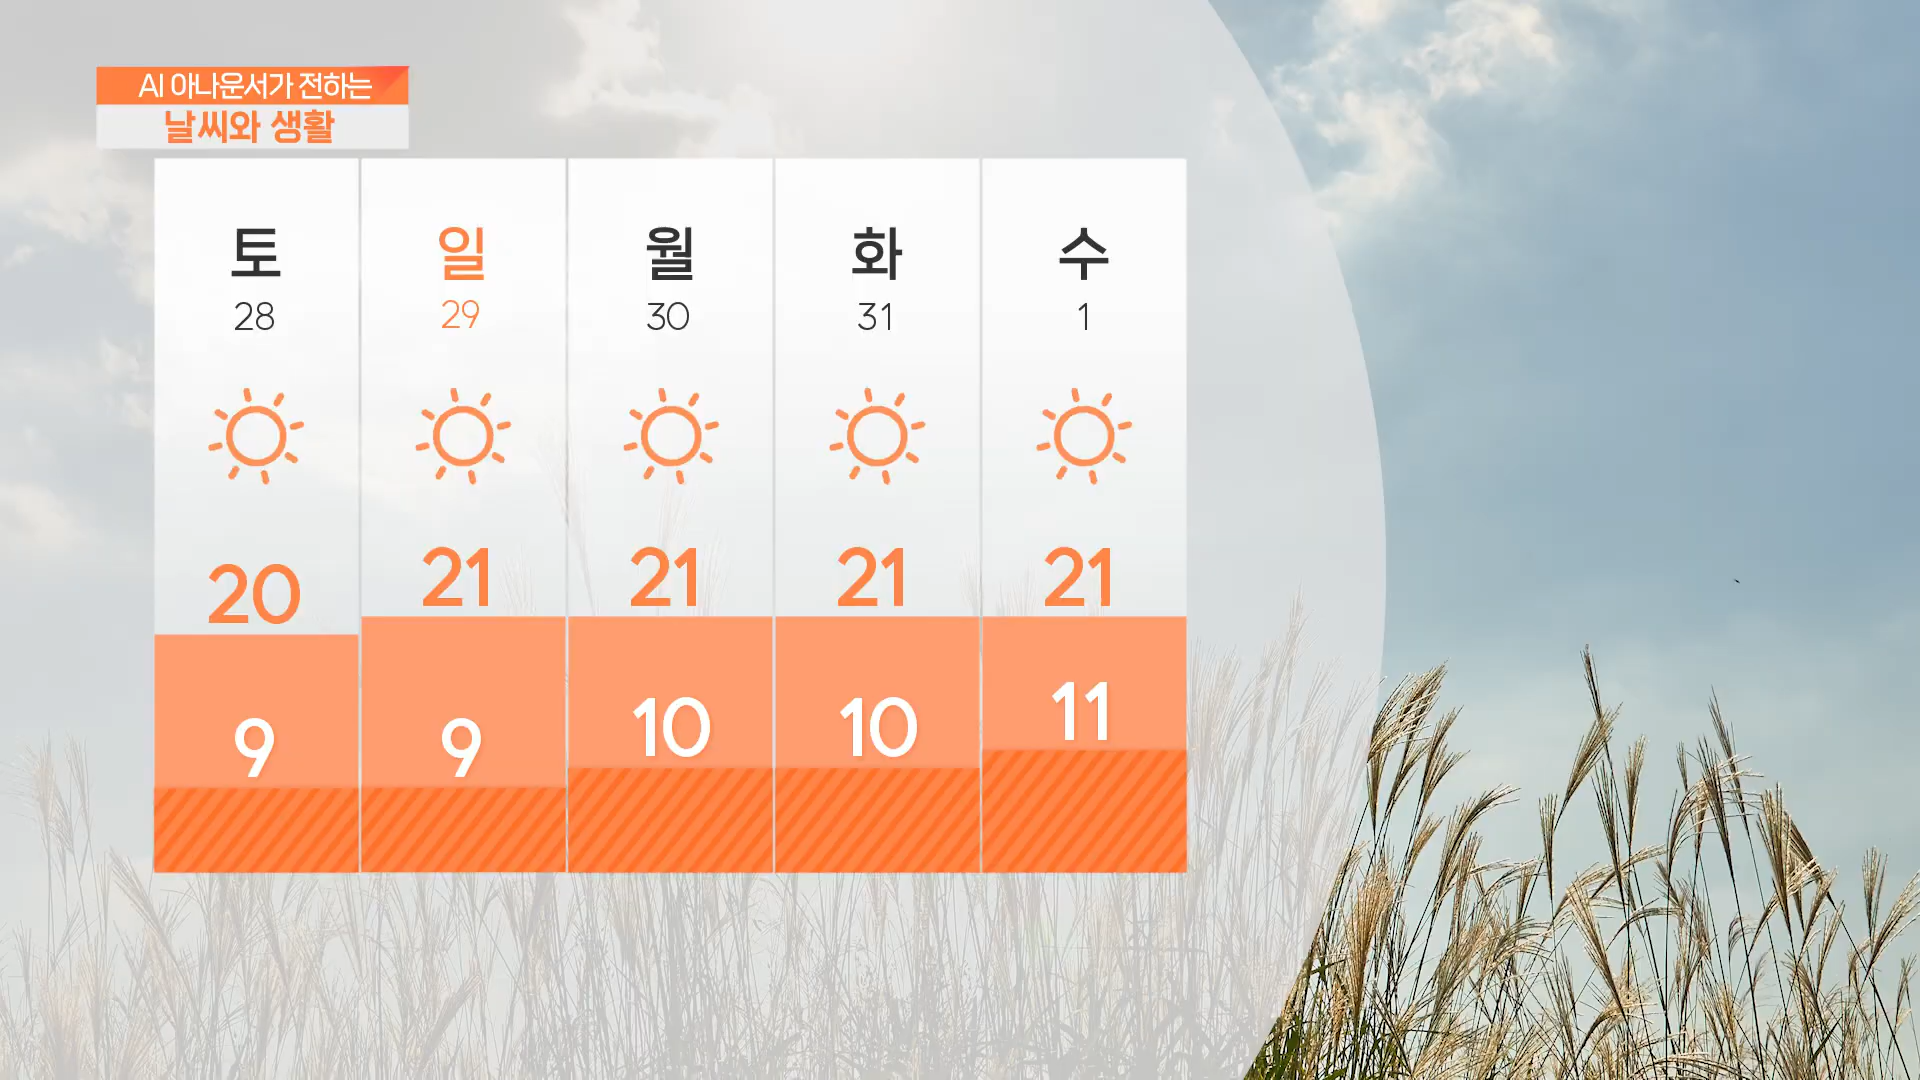 AI 아나운서가 전하는
날씨와 생활
토 일 월 화 수
28 29 30 31 1
20 21 21 21 21
9 9 10 10 11